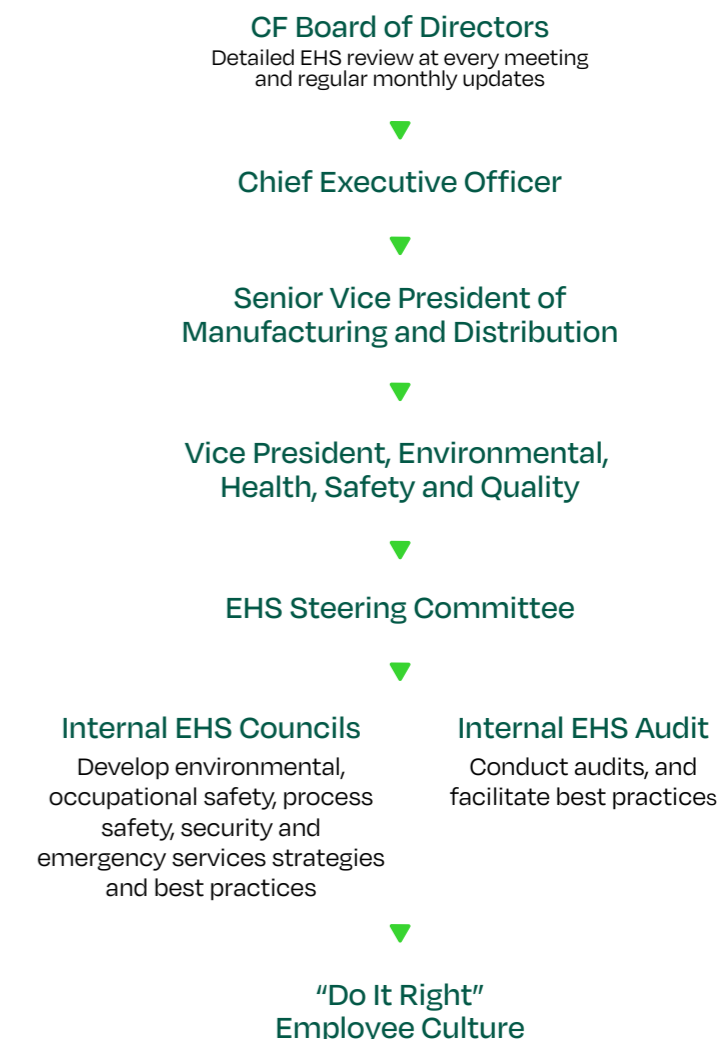 CF Board of Directors
Detailed EHS review at every meeting
and regular monthly updates
Chief Executive Officer
Senior Vice President of
Manufacturing and Distribution
Vice President, Environmental,
Health, Safety and Quality
EHS Steering Committee
Internal EHS Councils
Develop environmental,
occupational safety, process
safety, security and
emergency services strategies
and best practices
Internal EHS Audit
Conduct audits, and
facilitate best practices
“Do It Right”
Employee Culture